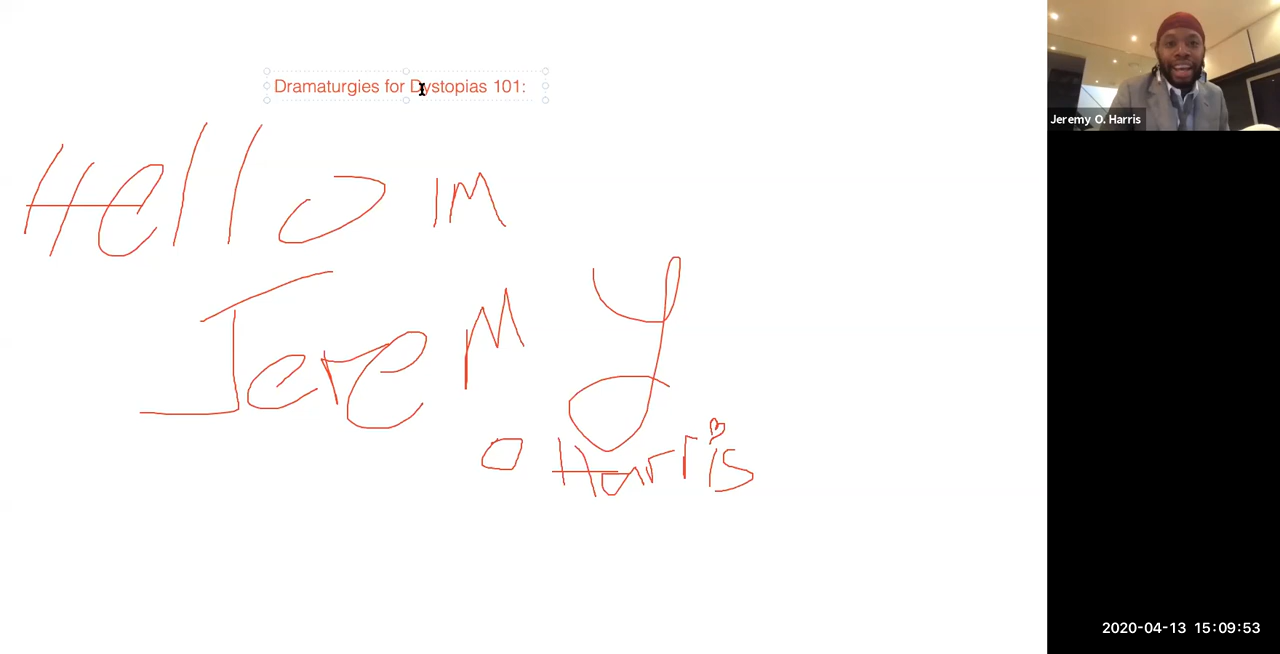 Dramaturgies for Dystopias 101:
Hello IM
JereMy
O Harris
Jeremy O. Harris
2020-04-13 15:09:53